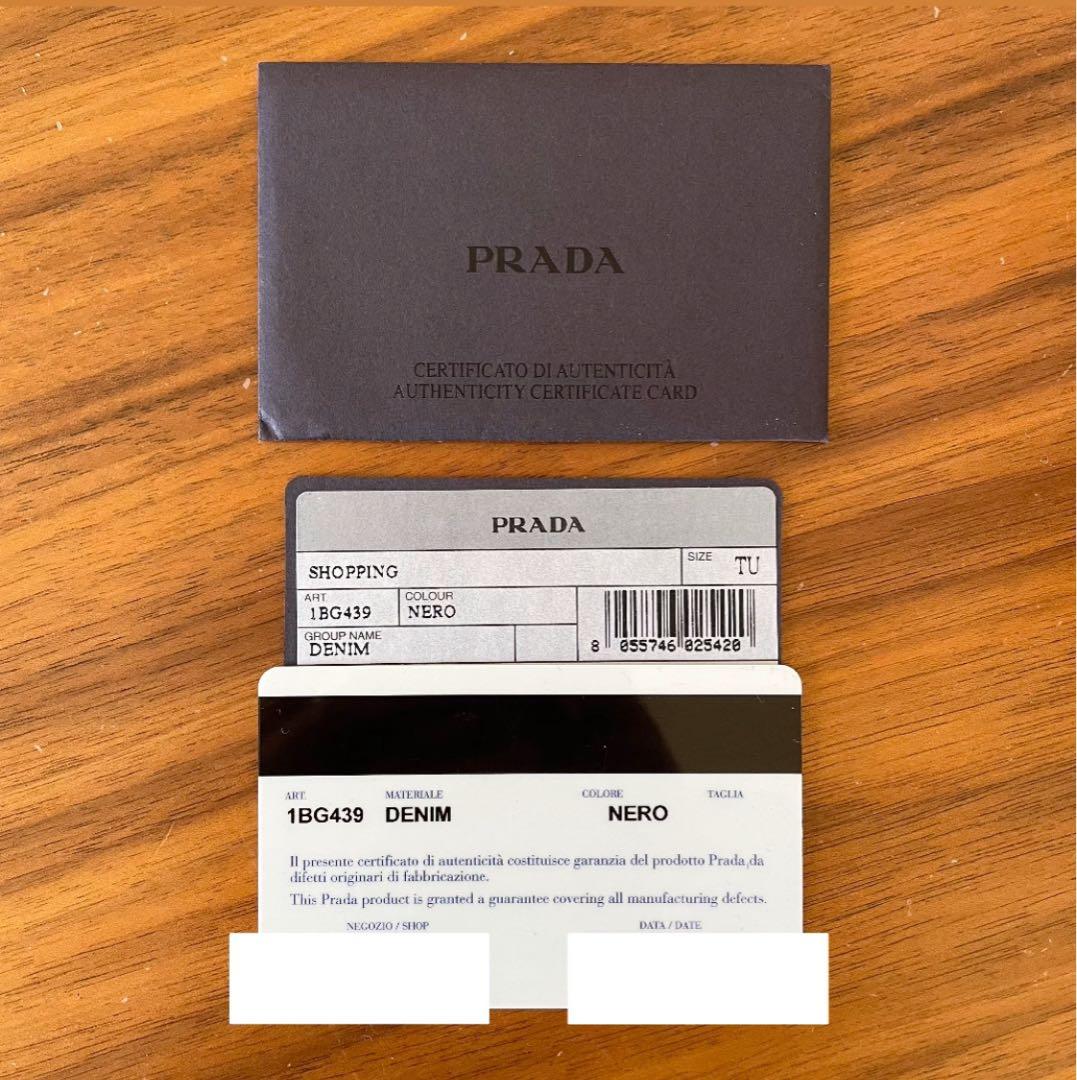 PRADA
CERTIFICATO DI AUTENTICITÀ
AUTHENTICITY CERTIFICATE CARD
PRADA
SHOPPING
SIZE
TU
ART
COLOUR
1BG439
NERO
GROUP NAME
DENIM
8 055746 025420
ART.
MATERIALE
COLORE
TAGLIA
1BG439
DENIM
NERO
Il presente certificato di autenticità costituisce garanzia del prodotto Prada, da
difetti originari di fabbricazione.
This Prada product is granted a guarantee covering all manufacturing defects.
NEGOZIO / SHOP
DATA / DATE